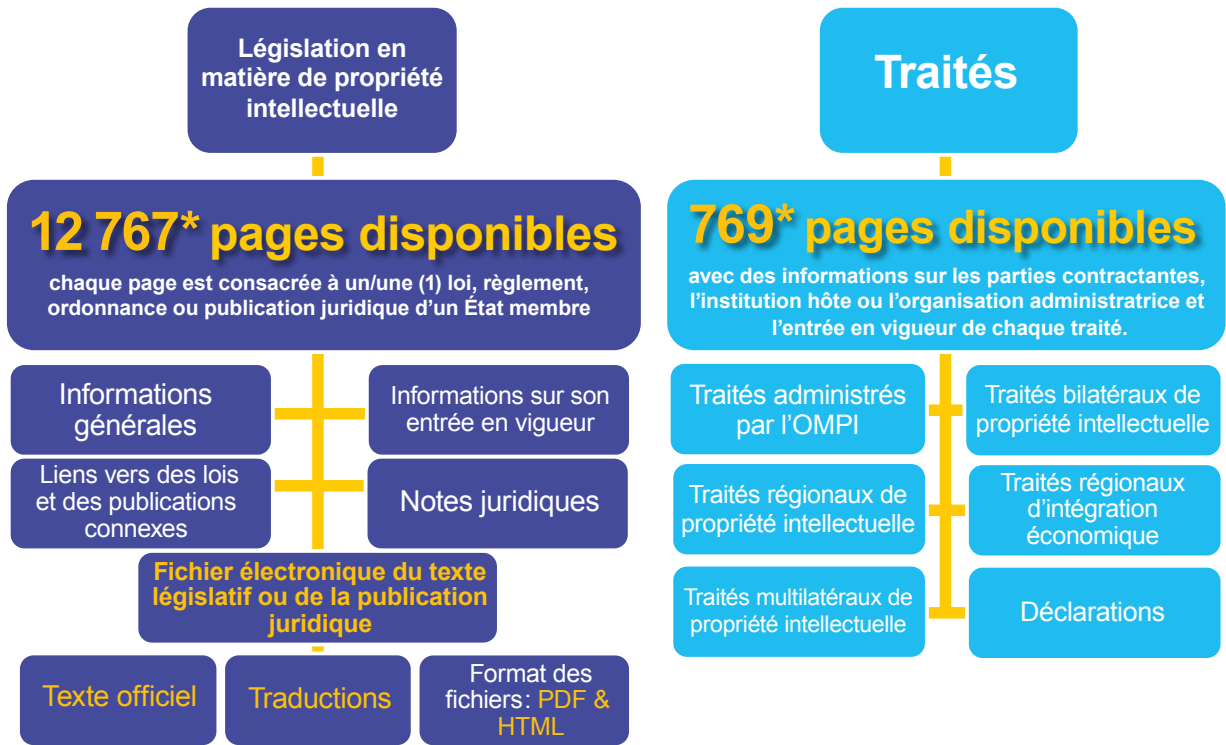 Législation en
matière de propriété
intellectuelle
12 767* pages disponibles
chaque page est consacrée à un/une (1) loi, règlement,
ordonnance ou publication juridique d’un État membre
Informations
générales
Informations sur son
entrée en vigueur
Liens vers des lois
et des publications
connexes
Notes juridiques
Fichier électronique du texte
législatif ou de la publication
juridique
Texte officiel
Traductions
Format des
fichiers : PDF &
HTML
Traités
769* pages disponibles
avec des informations sur les parties contractantes,
l’institution hôte ou l’organisation administratrice et
l’entrée en vigueur de chaque traité.
Traités administrés
par l’OMPI
Traités bilatéraux de
propriété intellectuelle
Traités régionaux de
propriété intellectuelle
Traités régionaux
d’intégration
économique
Traités multilatéraux de
propriété intellectuelle
Déclarations